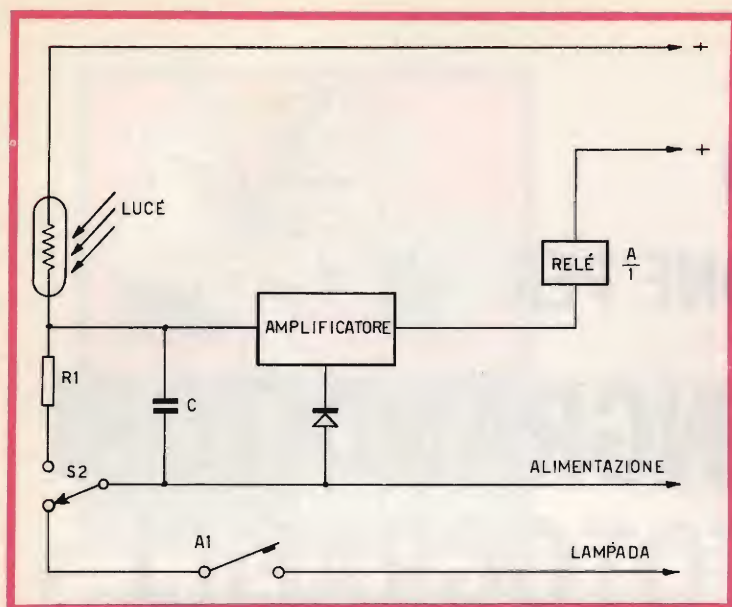 +
+
LUCE
RELÉ A/1
AMPLIFICATORE
R1
C
S2
ALIMENTAZIONE
A1
LAMPADA